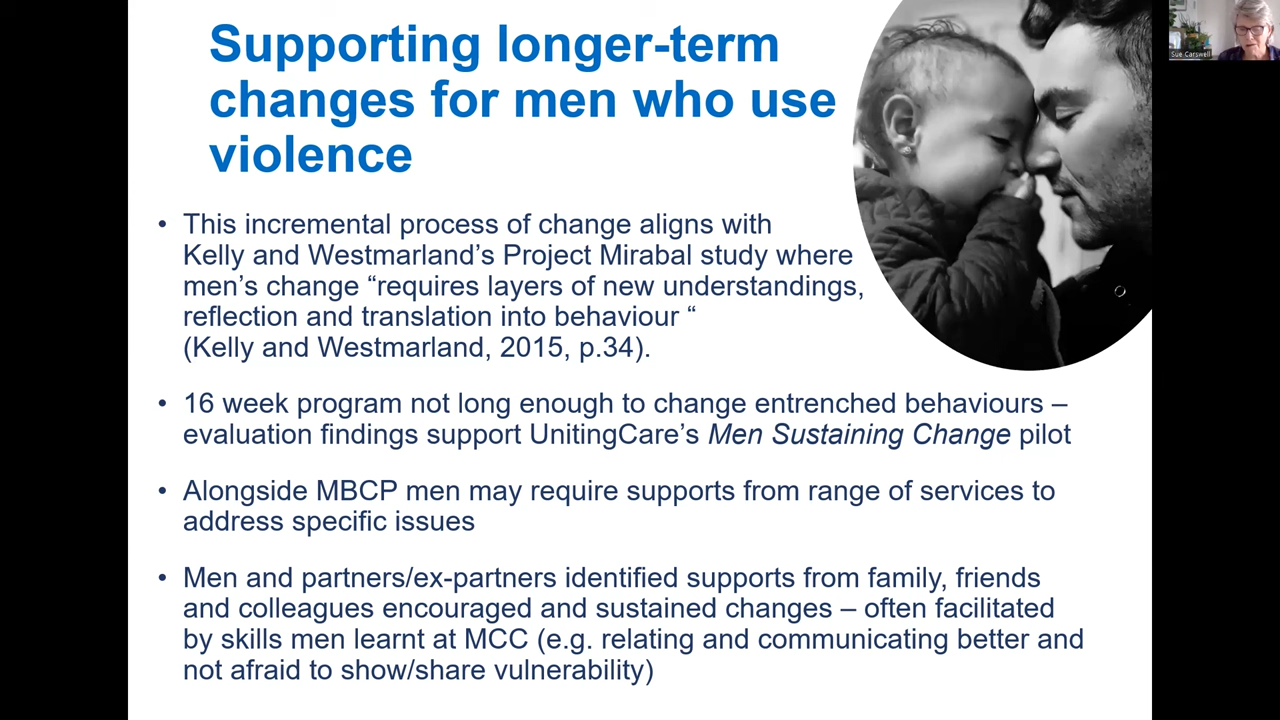 Supporting longer-term
changes for men who use
violence
Sue Carswell
• This incremental process of change aligns with
Kelly and Westmarland’s Project Mirabal study where
men’s change “requires layers of new understandings,
reflection and translation into behaviour “
(Kelly and Westmarland, 2015, p.34).
• 16 week program not long enough to change entrenched behaviours –
evaluation findings support UnitingCare’s Men Sustaining Change pilot
• Alongside MBCP men may require supports from range of services to
address specific issues
• Men and partners/ex-partners identified supports from family, friends
and colleagues encouraged and sustained changes – often facilitated
by skills men learnt at MCC (e.g. relating and communicating better and
not afraid to show/share vulnerability)